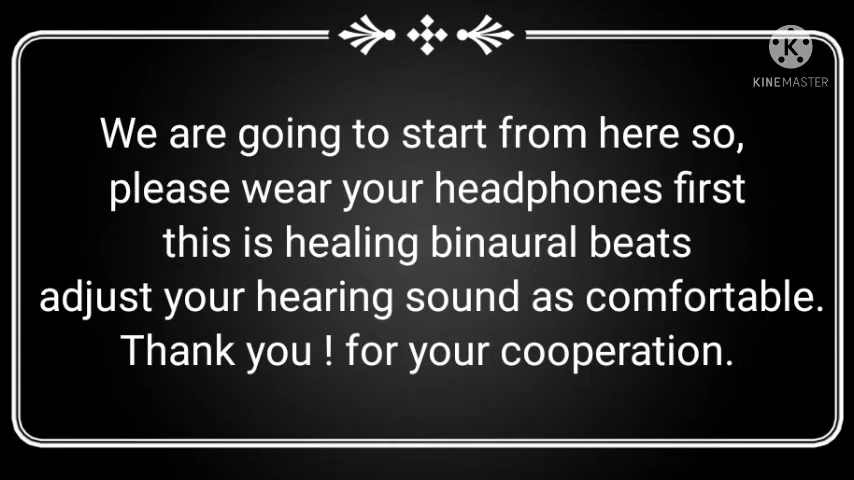 KINEMASTER
We are going to start from here so,
please wear your headphones first
this is healing binaural beats
adjust your hearing sound as comfortable.
Thank you ! for your cooperation.